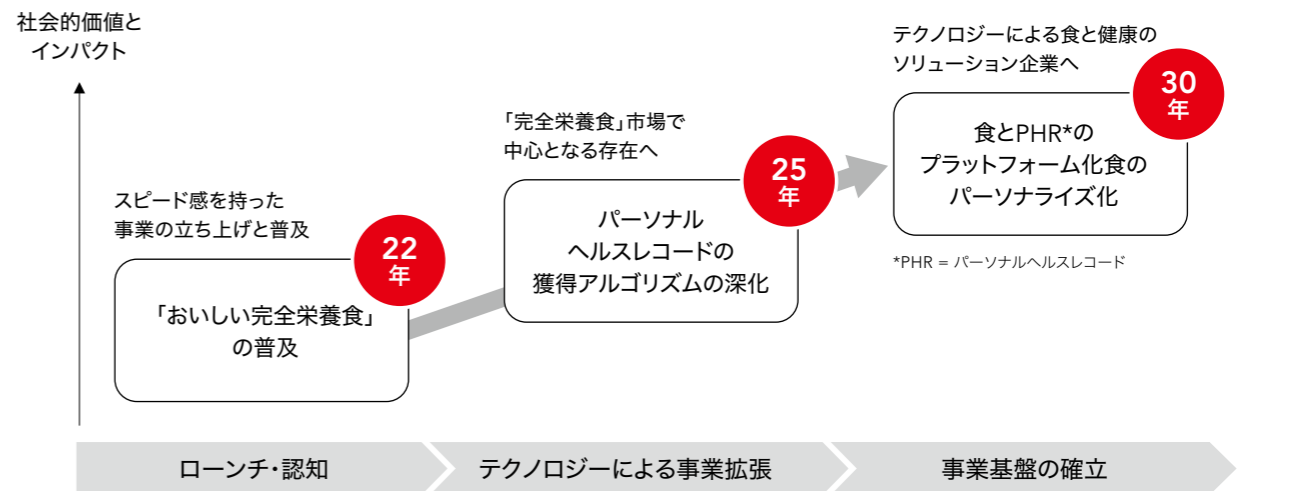 社会的価値と
インパクト
スピード感を持った
事業の立ち上げと普及
22
年
「おいしい完全栄養食」
の普及
「完全栄養食」市場で
中心となる存在へ
25
年
パーソナル
ヘルスレコードの
獲得アルゴリズムの深化
テクノロジーによる食と健康の
ソリューション企業へ
30
年
食とPHR*の
プラットフォーム化食の
パーソナライズ化
*PHR = パーソナルヘルスレコード
ローンチ・認知
テクノロジーによる事業拡張
事業基盤の確立